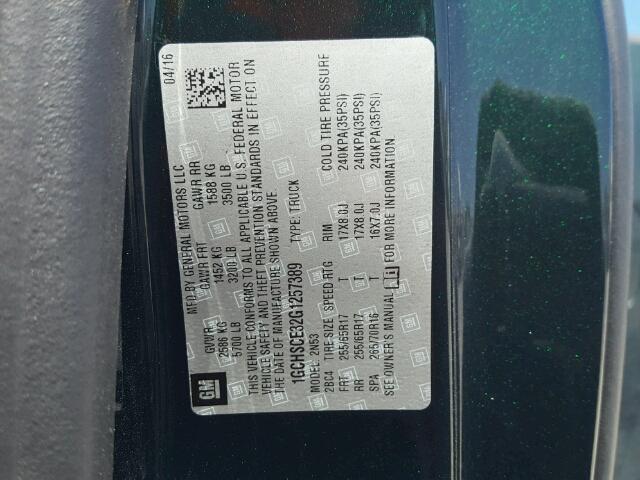 GM
MFD BY GENERAL MOTORS LLC
04/16
GVWR GAWR FRT GAWR RR
2586 KG 1452 KG 1588 KG
5700 LB 3200 LB 3500 LB
THIS VEHICLE CONFORMS TO ALL APPLICABLE U.S. FEDERAL MOTOR
VEHICLE SAFETY AND THEFT PREVENTION STANDARDS IN EFFECT ON
THE DATE OF MANUFACTURE SHOWN ABOVE
1GCHSCE32G1257389 TYPE: TRUCK
MODEL: 2N53
2BC4 TIRE SIZE SPEED RTG RIM COLD TIRE PRESSURE
FRT 255/65R17 T 17X8.0J 240KPA(35PSI)
RR 255/65R17 T 17X8.0J 240KPA(35PSI)
SPA 265/70R16 T 16X7.0J 240KPA(35PSI)
SEE OWNER'S MANUAL FOR MORE INFORMATION